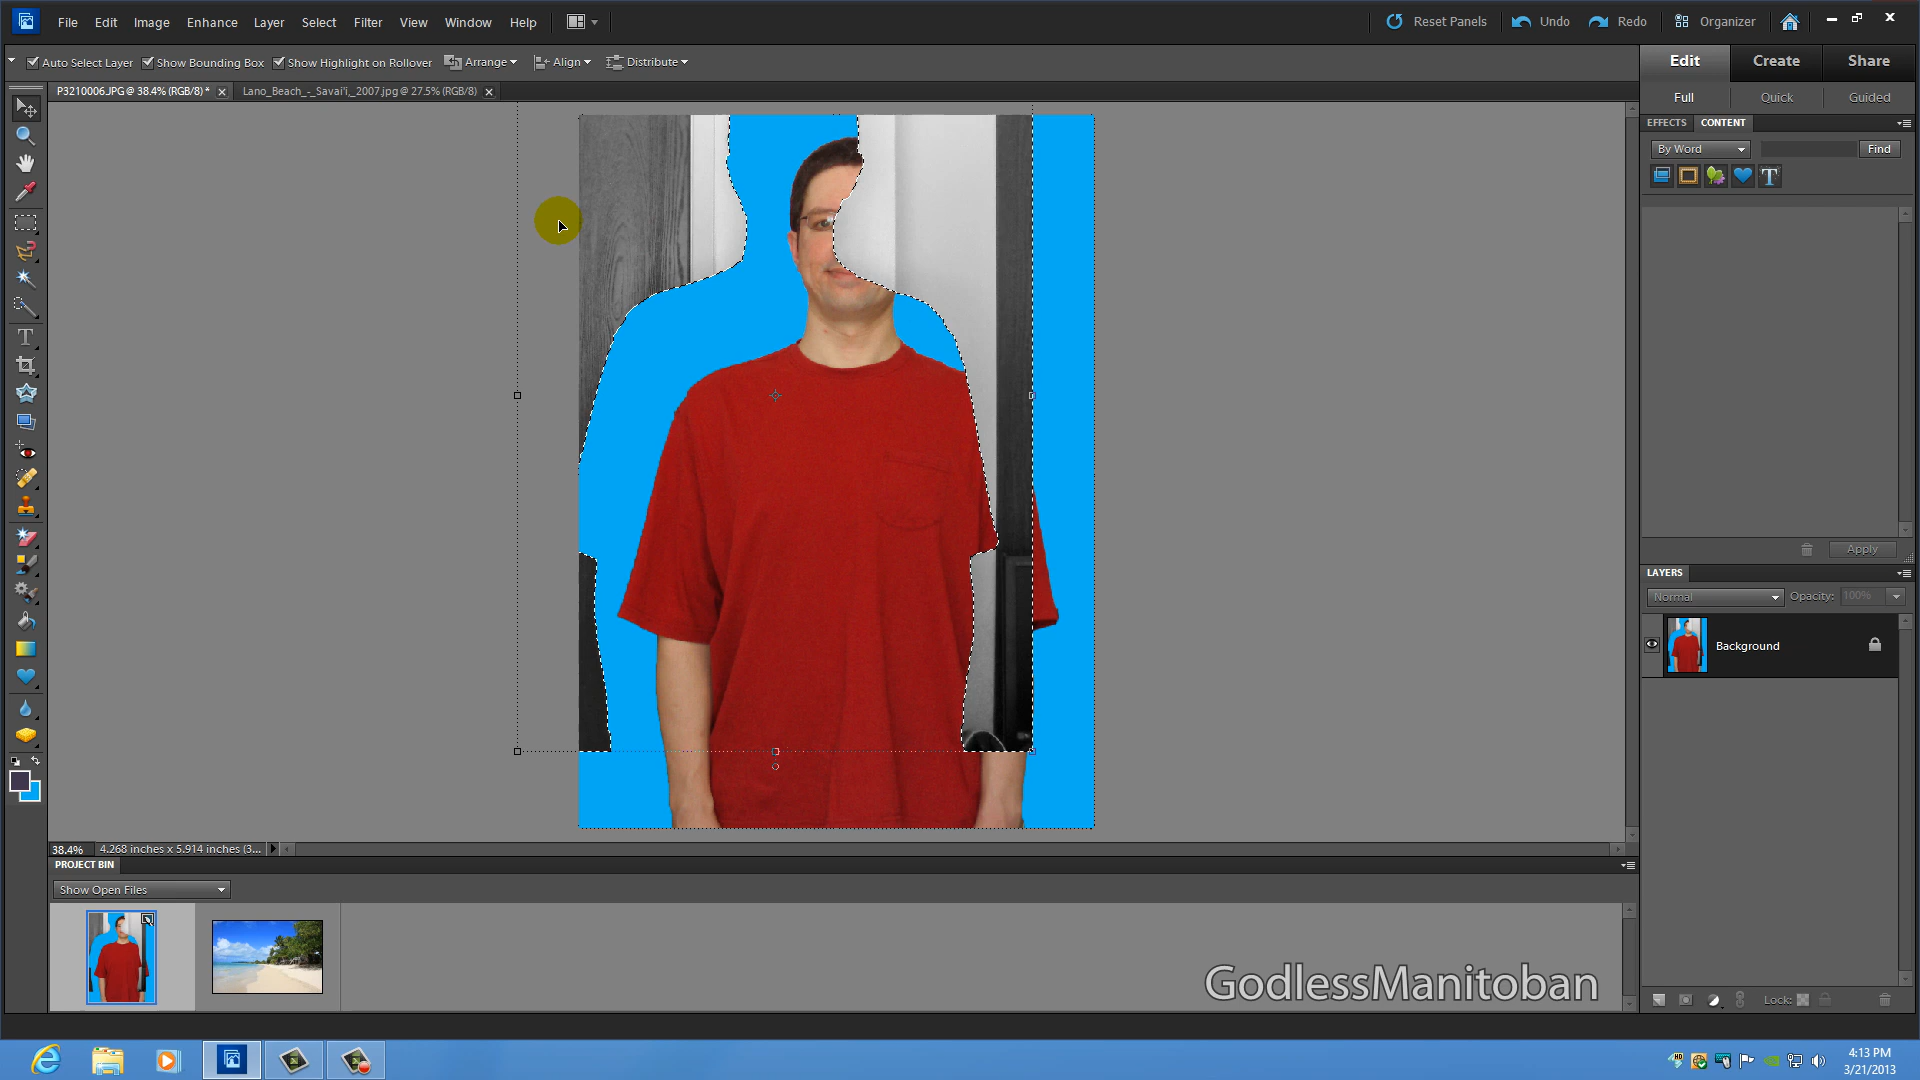 File Edit Image Enhance Layer Select Filter View Window Help
Reset Panels Undo Redo Organizer
Auto Select Layer Show Bounding Box Show Highlight on Rollover Arrange Align Distribute
Edit Create Share
P3210006.JPG @ 38.4% (RGB/8) *
Lano_Beach_-_Savai'i,_2007.jpg @ 27.5% (RGB/8)
Full Quick Guided
EFFECTS CONTENT
By Word Find
T
T
Apply
LAYERS
Normal Opacity: 100%
Background
38.4% 4.268 inches x 5.914 inches (3...
PROJECT BIN
Show Open Files
GodlessManitoban
Lock:
4:13 PM
3/21/2013